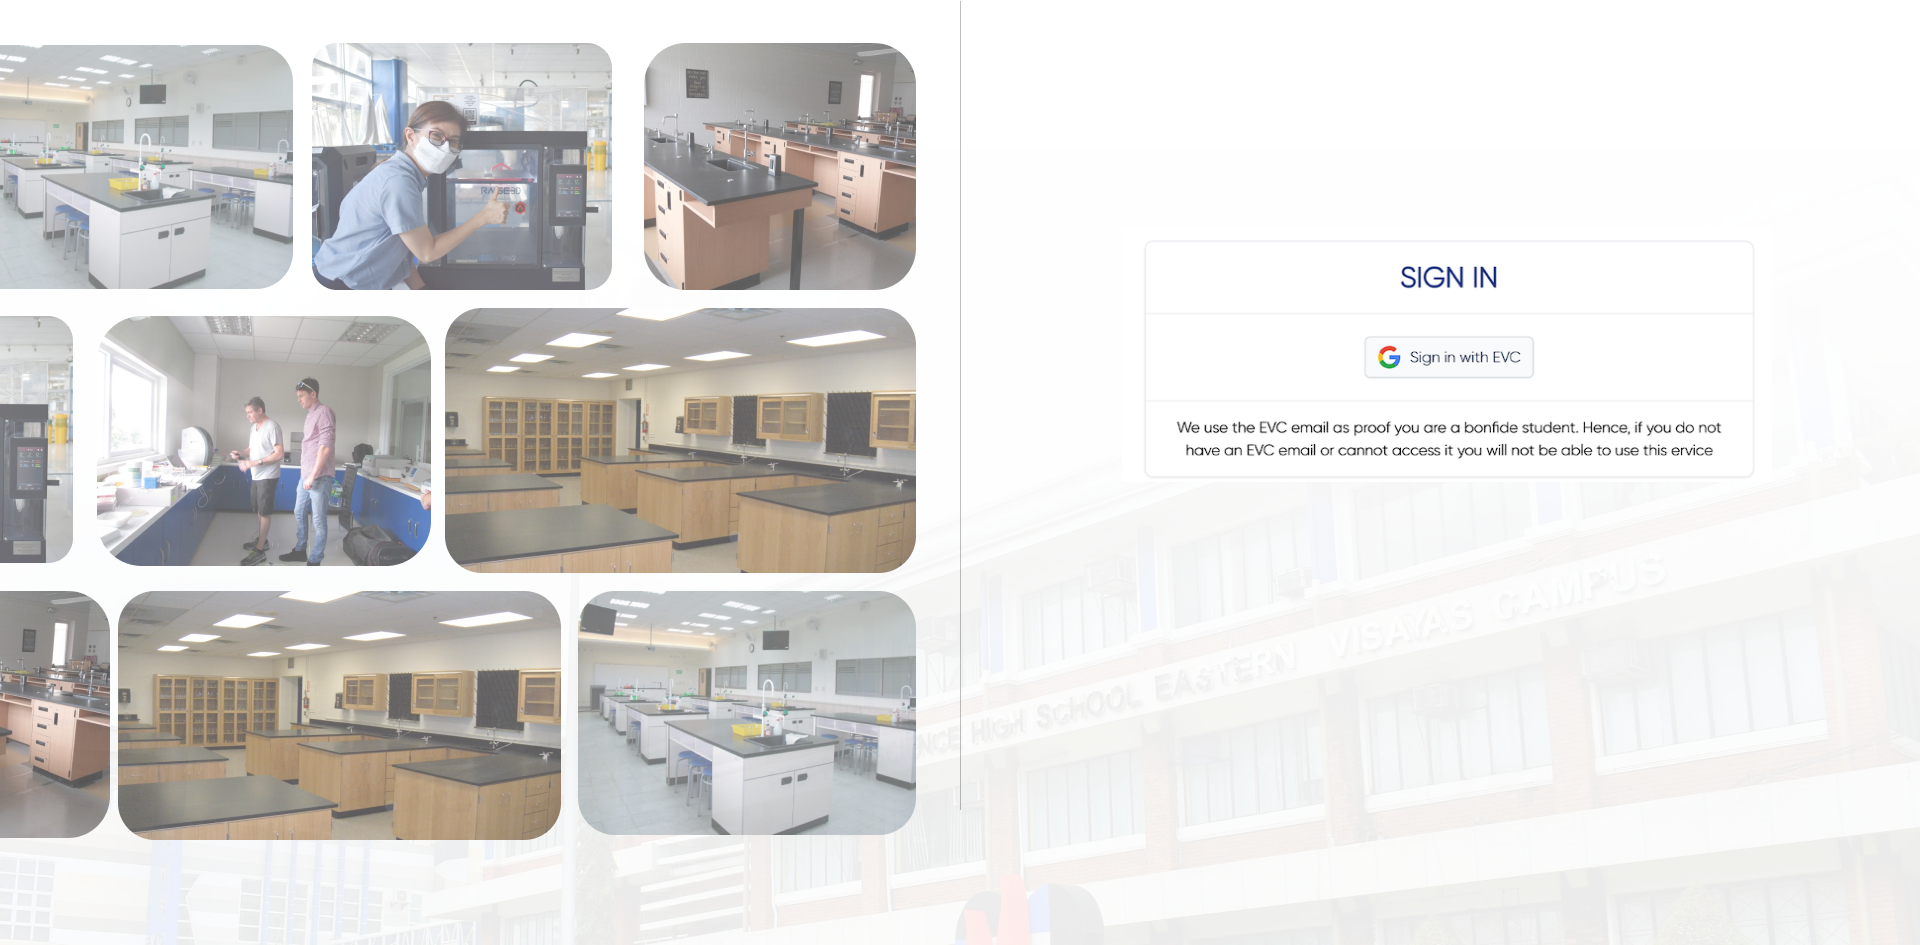 SIGN IN
Sign in with EVC
We use the EVC email as proof you are a bonfide student. Hence, if you do not
have an EVC email or cannot access it you will not be able to use this ervice
NCE HIGH SCHOOL EASTERN VISAYAS CAMPUS